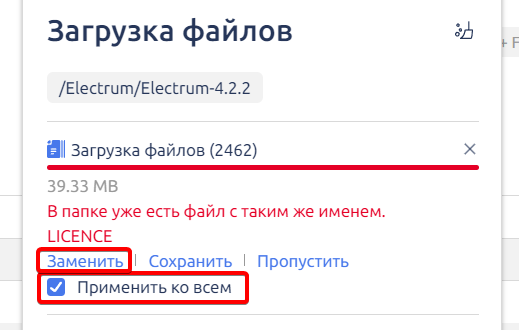 Загрузка файлов
+ F
/Electrum/Electrum-4.2.2
Загрузка файлов (2462)
39.33 MB
В папке уже есть файл с таким же именем.
LICENCE
Заменить | Сохранить | Пропустить
Применить ко всем